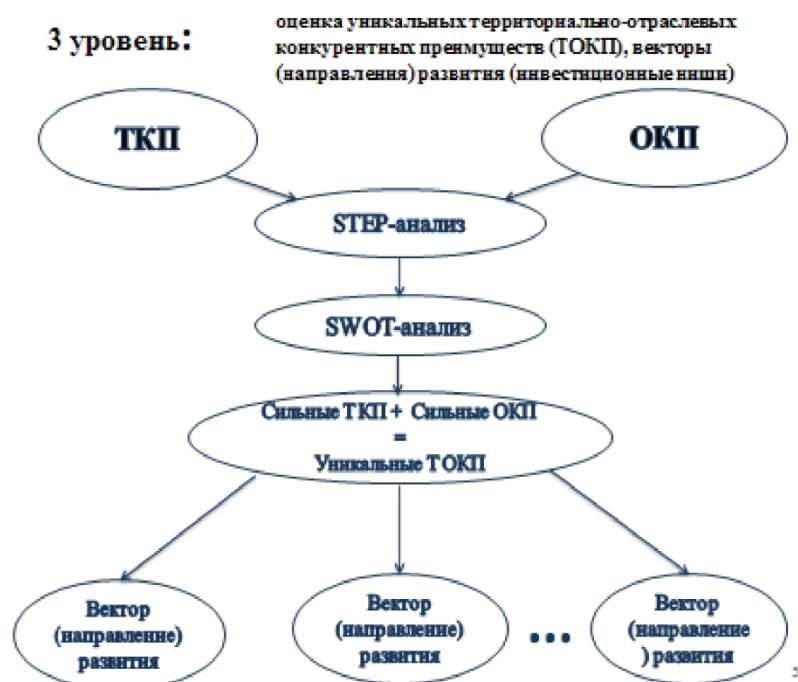 3 уровень:
оценка уникальных территориально-отраслевых
конкурентных преимуществ (ТОКП), векторы
(направления) развития (инвестиционные ниши)
ТКП
ОКП
STEP-анализ
SWOT-анализ
Сильные ТКП + Сильные ОКП
=
Уникальные ТОКП
Вектор
(направление)
развития
Вектор
(направление)
развития
...
Вектор
(направление
) развития